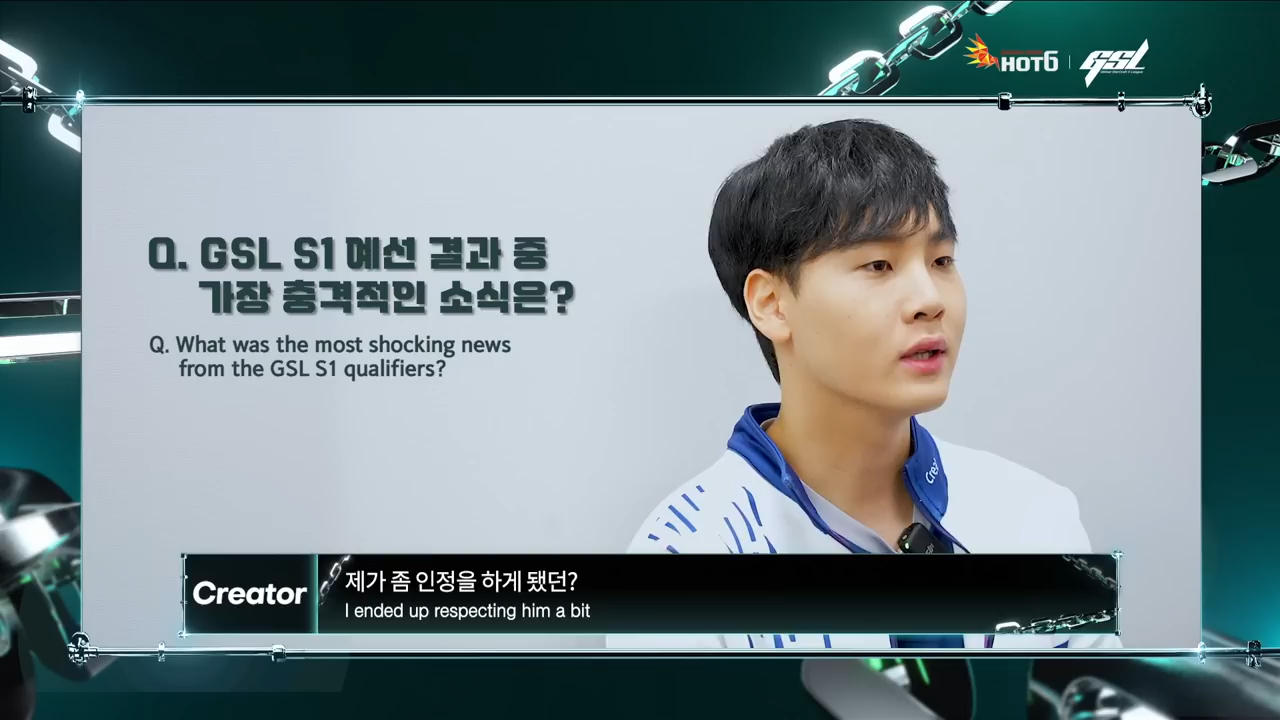 HOT6
GSL
Q. GSL S1 예선 결과 중
가장 충격적인 소식은?
Q. What was the most shocking news
from the GSL S1 qualifiers?
Crea
Creator
제가 좀 인정을 하게 됐던?
I ended up respecting him a bit